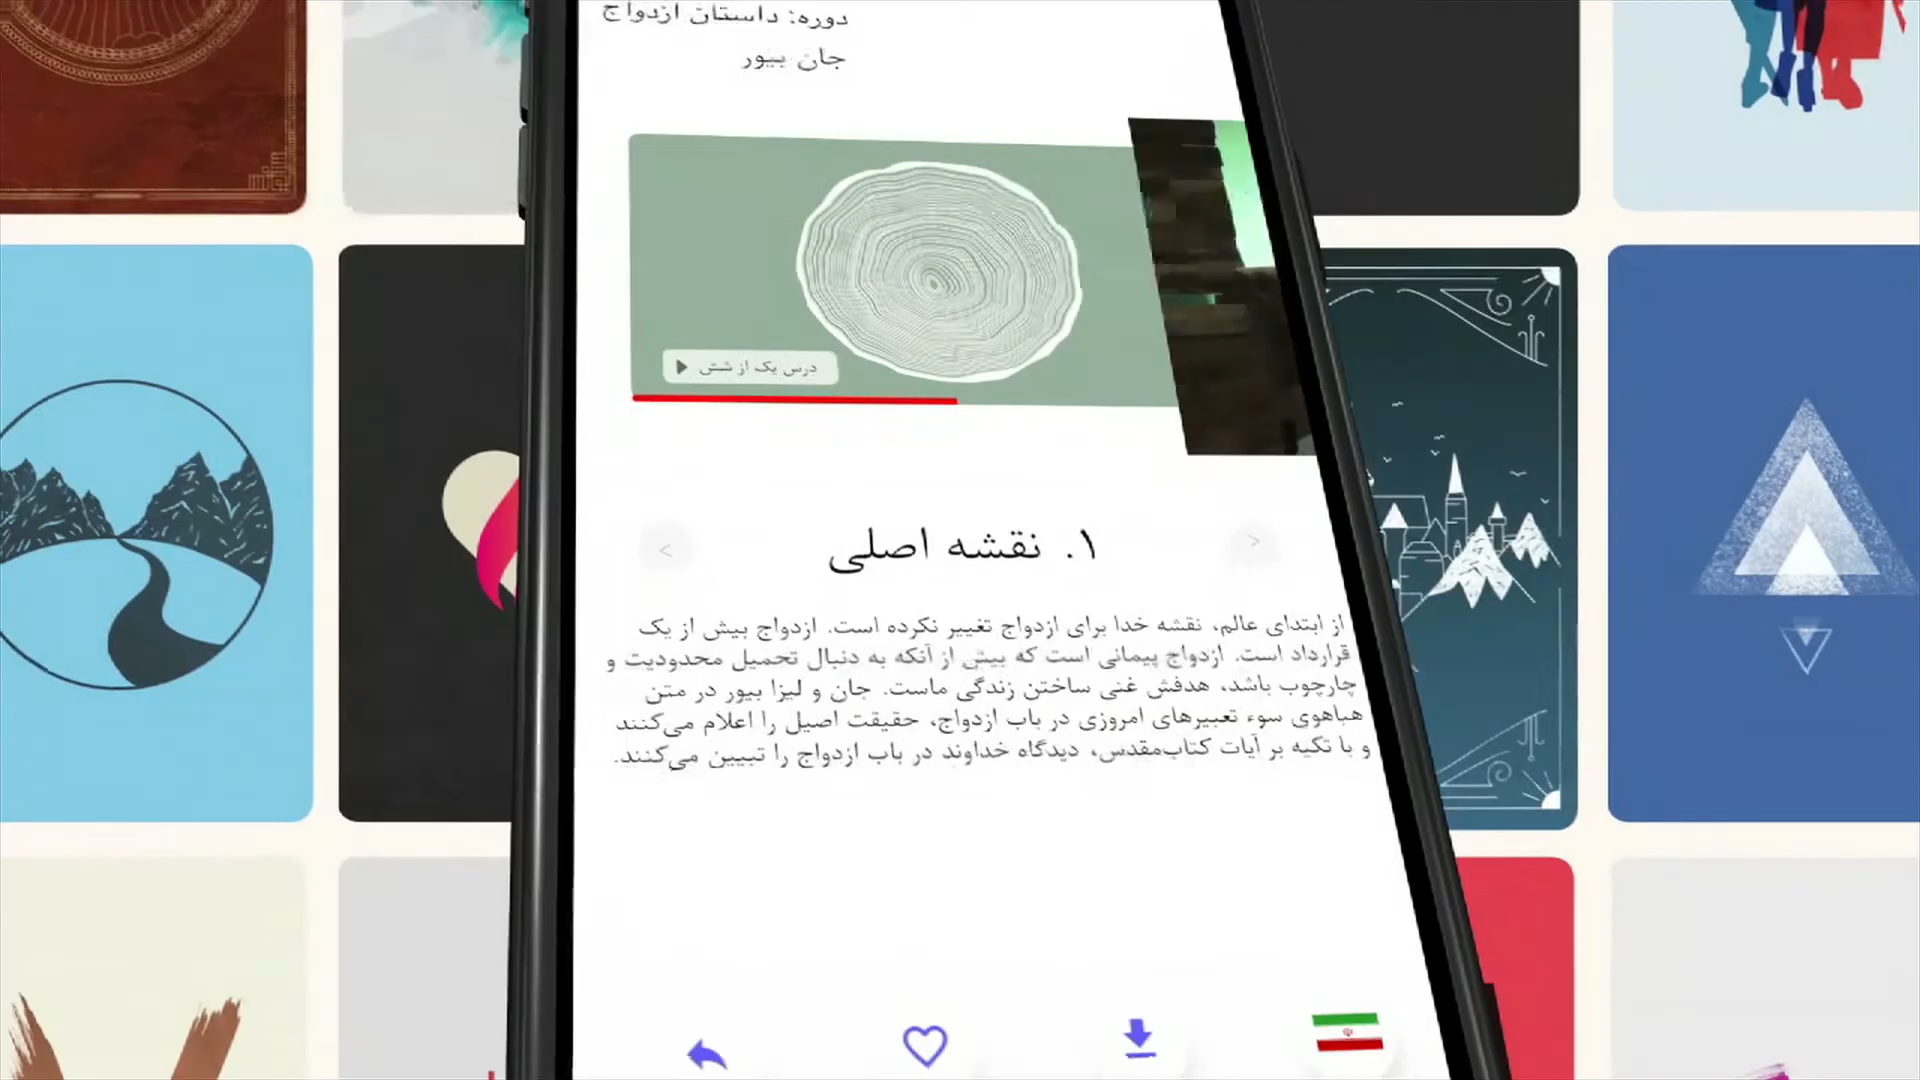 دوره: داستان ازدواج
جان بیور
درس یک از شش
۱. نقشه اصلی
از ابتدای عالم، نقشه خدا برای ازدواج تغییر نکرده است. ازدواج بیش از یک
قرارداد است. ازدواج پیمانی است که بیش از آنکه به دنبال تحمیل محدودیت و
چارچوب باشد، هدفش غنی ساختن زندگی ماست. جان و لیزا بیور در متن
هیاهوی سوء تعبیرهای امروزی در باب ازدواج، حقیقت اصیل را اعلام می‌کنند
و با تکیه بر آیات کتاب‌مقدس، دیدگاه خداوند در باب ازدواج را تبیین می‌کنند.